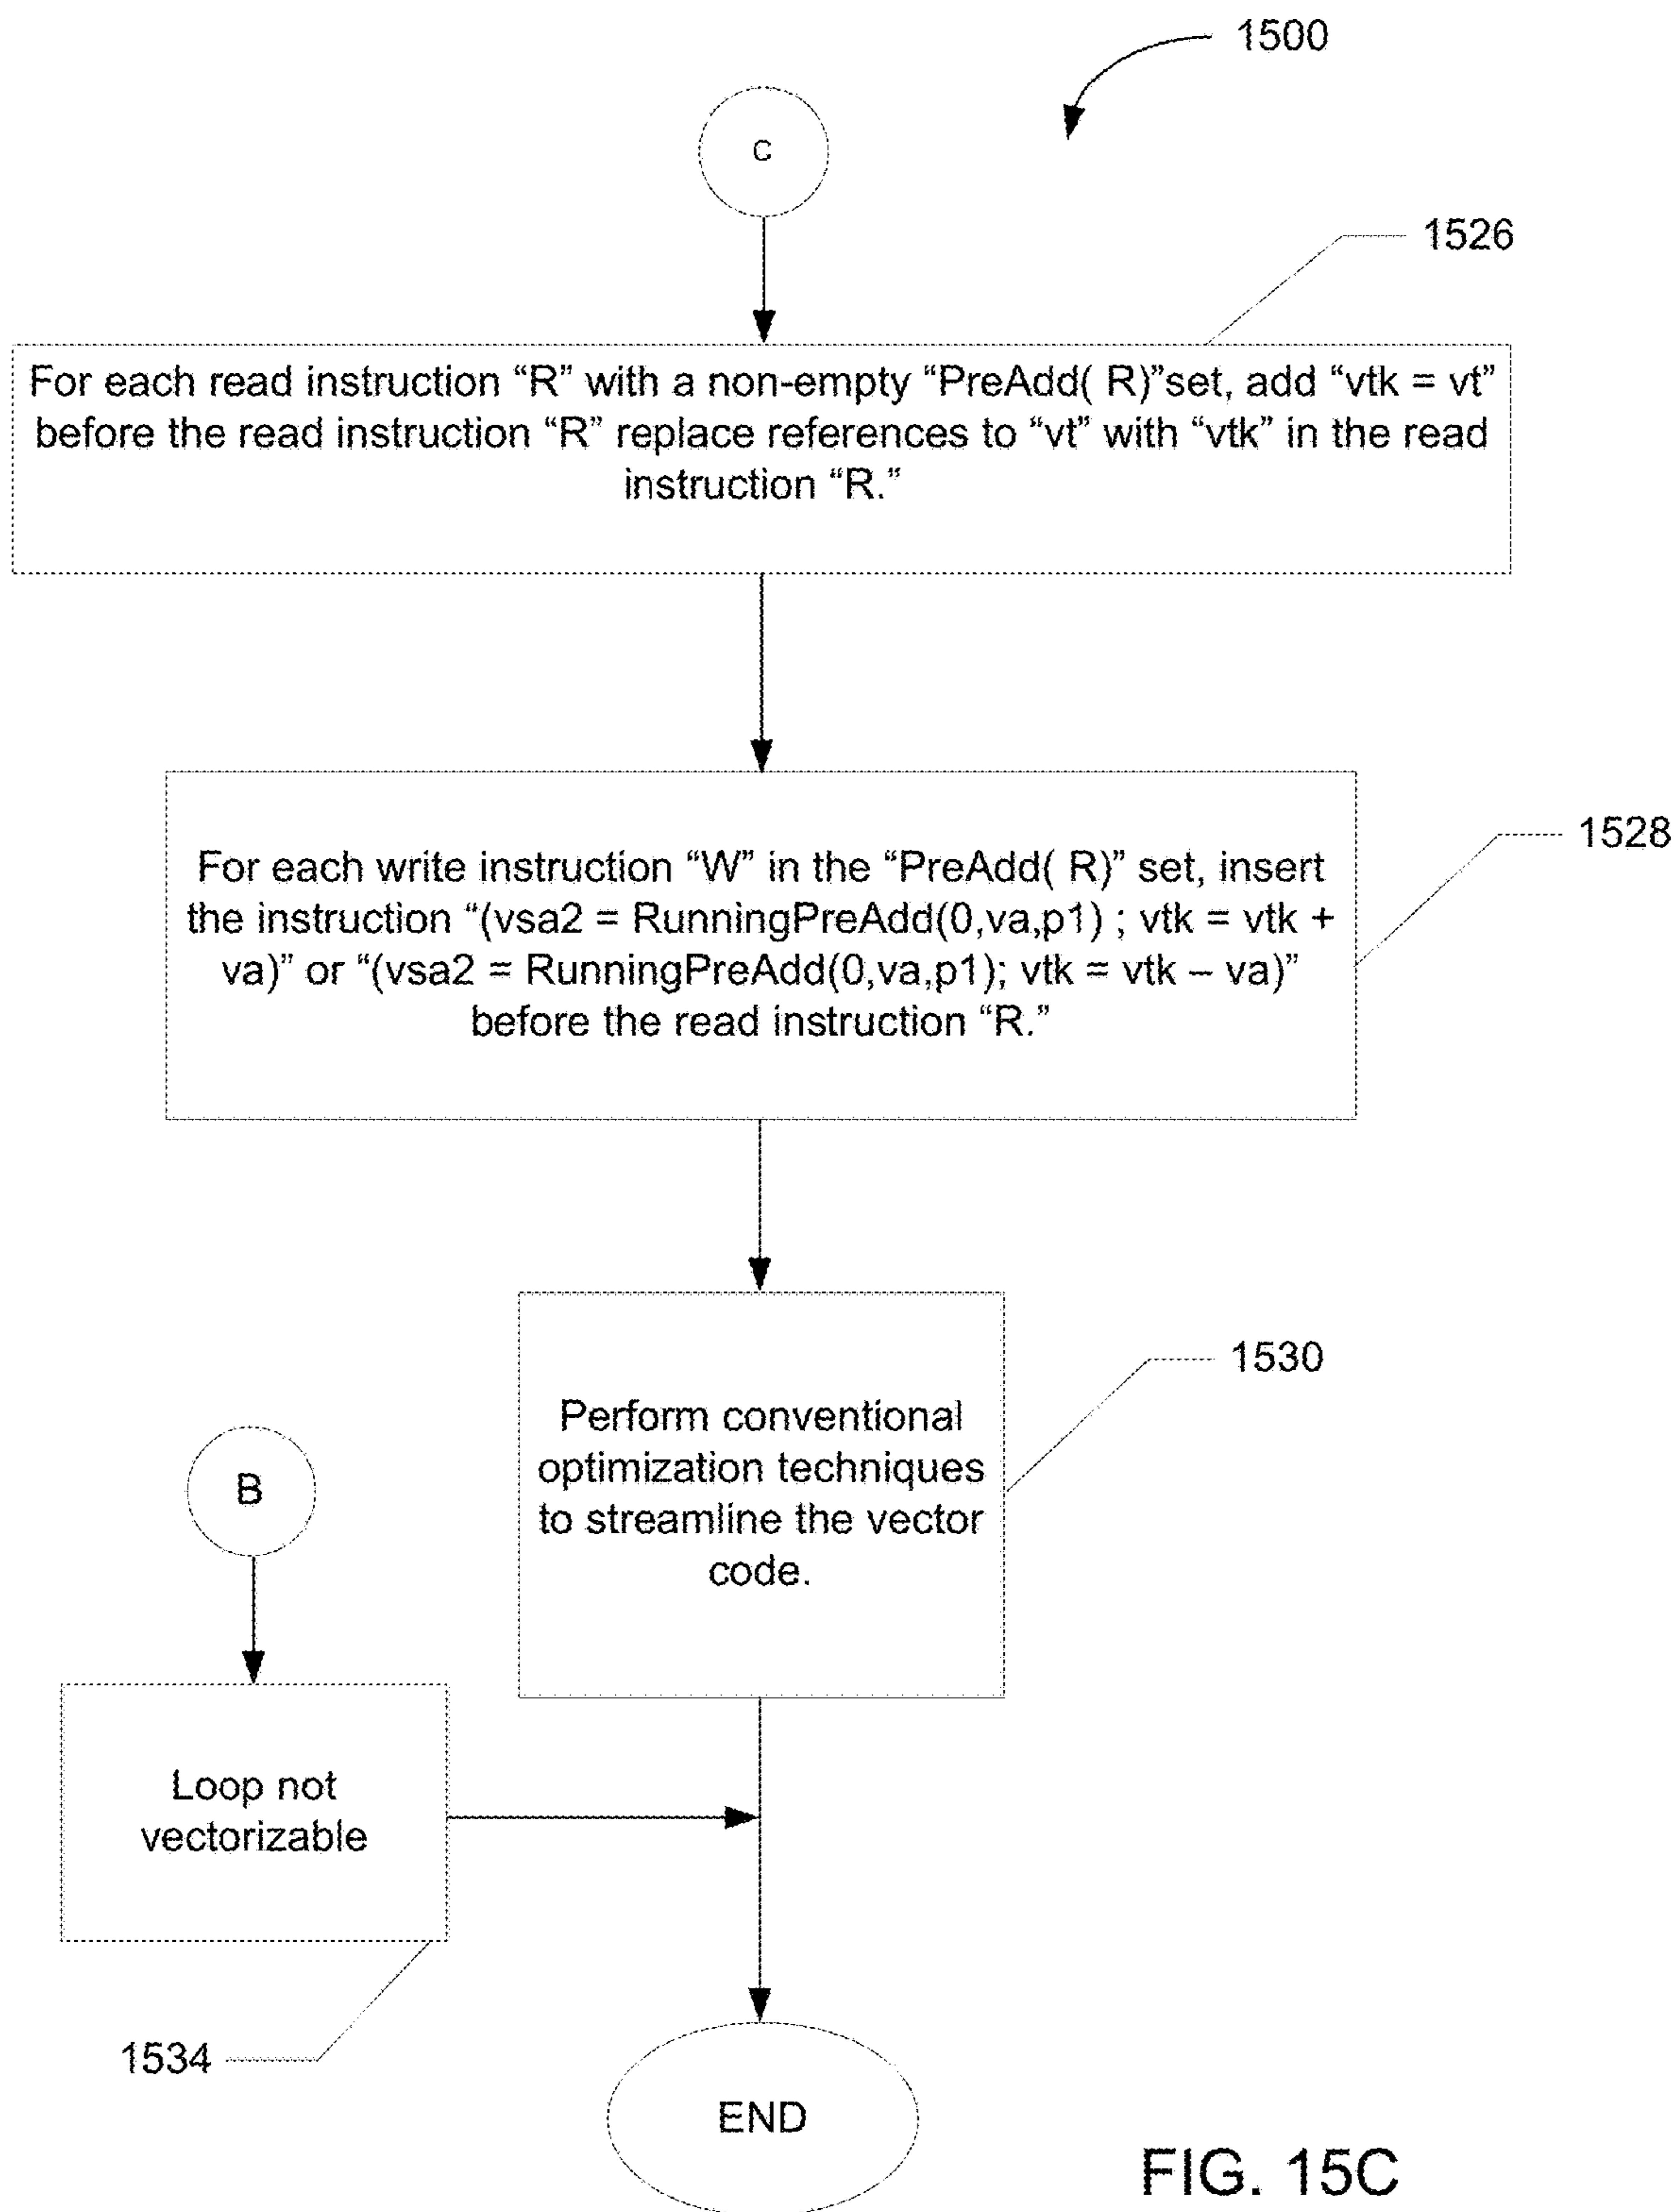 1500
c
1526
For each read instruction “R” with a non-empty “PreAdd( R)”set, add “vtk = vt”
before the read instruction “R” replace references to “vt” with “vtk” in the read
instruction “R.”
1528
For each write instruction “W” in the “PreAdd( R)” set, insert
the instruction “(vsa2 = RunningPreAdd(0,va,p1) ; vtk = vtk +
va)” or “(vsa2 = RunningPreAdd(0,va,p1); vtk = vtk – va)”
before the read instruction “R.”
1530
Perform conventional
optimization techniques
to streamline the vector
code.
B
Loop not
vectorizable
1534
END
FIG. 15C